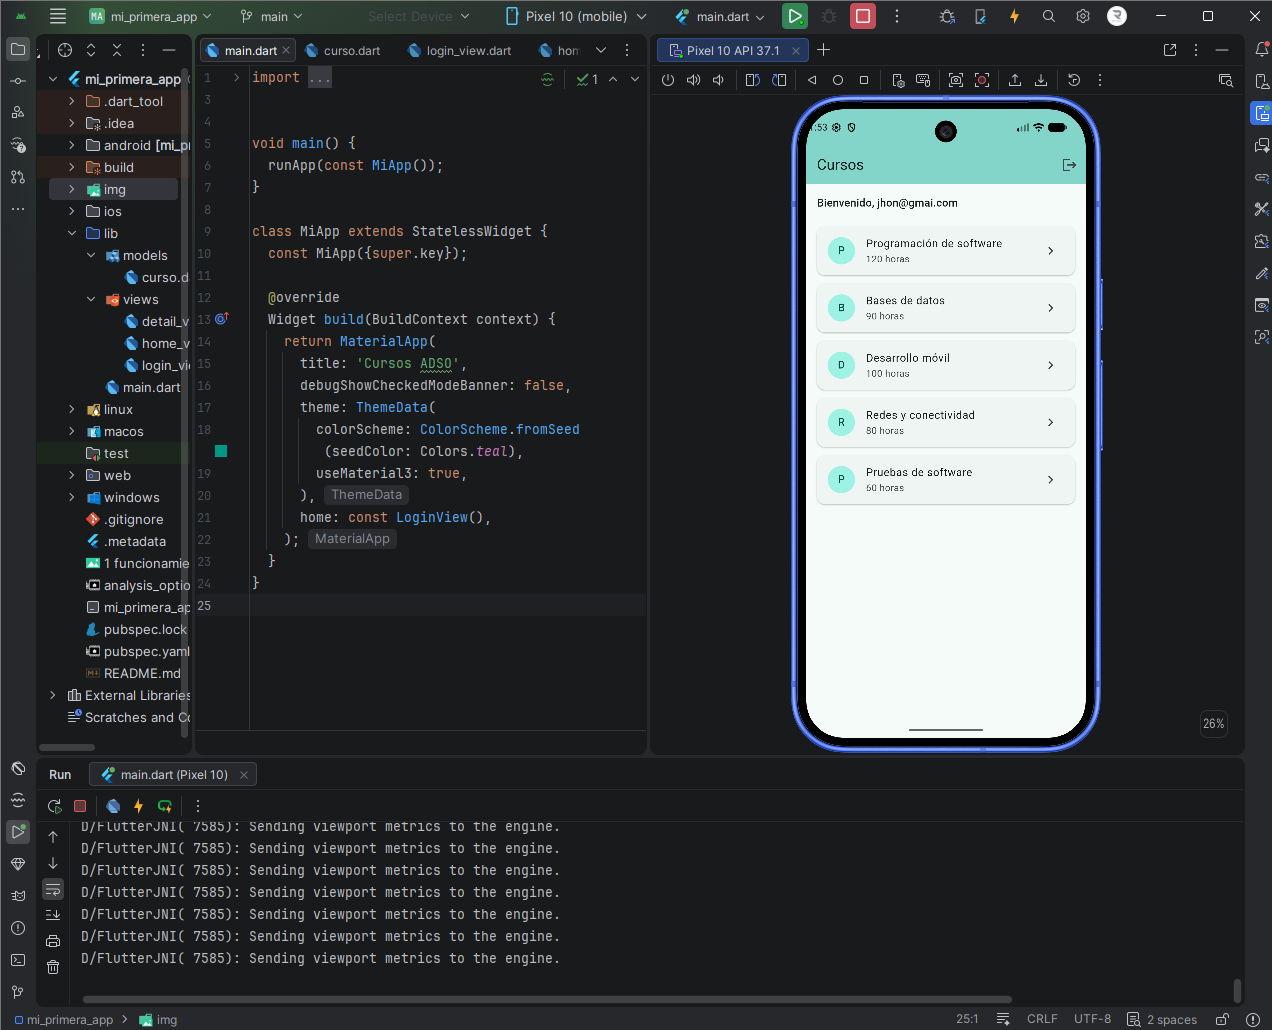 MA mi_primera_app
main
Select Device
Pixel 10 (mobile)
main.dart
mi_primera_app
.dart_tool
.idea
android [mi_pr
build
img
ios
lib
models
curso.d
views
detail_v
home_v
login_vie
main.dart
linux
macos
test
web
windows
.gitignore
.metadata
1 funcionamie
analysis_optio
mi_primera_ap
pubspec.lock
pubspec.yaml
README.md
External Libraries
Scratches and Co
main.dart
curso.dart
login_view.dart
hom
1
1 import ...
3
4
5 void main() {
6 runApp(const MiApp());
7 }
8
9 class MiApp extends StatelessWidget {
10 const MiApp({super.key});
11
12 @override
13 Widget build(BuildContext context) {
14 return MaterialApp(
15 title: 'Cursos ADSO',
16 debugShowCheckedModeBanner: false,
17 theme: ThemeData(
18 colorScheme: ColorScheme.fromSeed
(seedColor: Colors.teal),
19 useMaterial3: true,
20 ), ThemeData
21 home: const LoginView(),
22 ); MaterialApp
23 }
24 }
25
Pixel 10 API 37.1
:53
Cursos
Bienvenido, jhon@gmai.com
P Programación de software
120 horas
B Bases de datos
90 horas
D Desarrollo móvil
100 horas
R Redes y conectividad
80 horas
P Pruebas de software
60 horas
26%
Run
main.dart (Pixel 10)
D/FlutterJNI( 7585): Sending viewport metrics to the engine.
D/FlutterJNI( 7585): Sending viewport metrics to the engine.
D/FlutterJNI( 7585): Sending viewport metrics to the engine.
D/FlutterJNI( 7585): Sending viewport metrics to the engine.
D/FlutterJNI( 7585): Sending viewport metrics to the engine.
D/FlutterJNI( 7585): Sending viewport metrics to the engine.
D/FlutterJNI( 7585): Sending viewport metrics to the engine.
mi_primera_app
img
25:1
CRLF
UTF-8
2 spaces